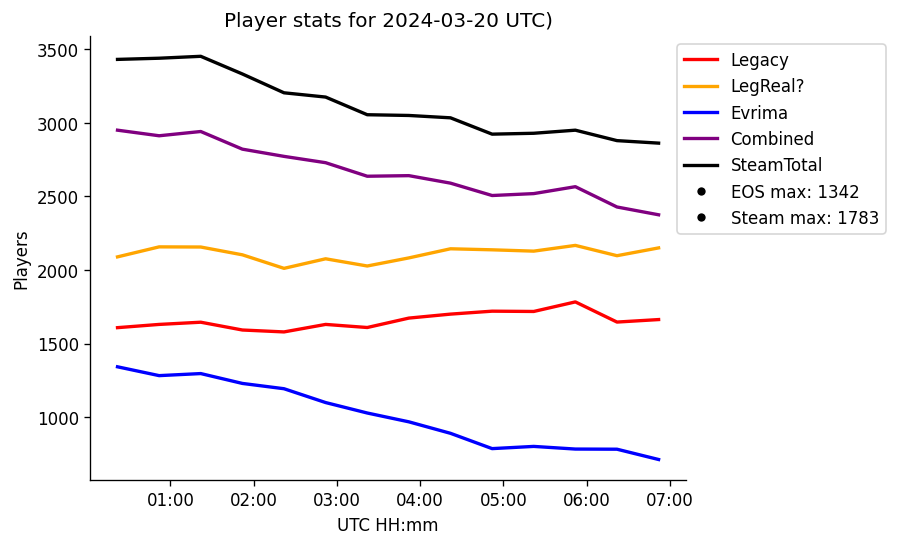 Player stats for 2024-03-20 UTC)
3500
3000
2500
2000
1500
1000
Players
01:00 02:00 03:00 04:00 05:00 06:00 07:00
UTC HH:mm
Legacy
LegReal?
Evrima
Combined
SteamTotal
EOS max: 1342
Steam max: 1783